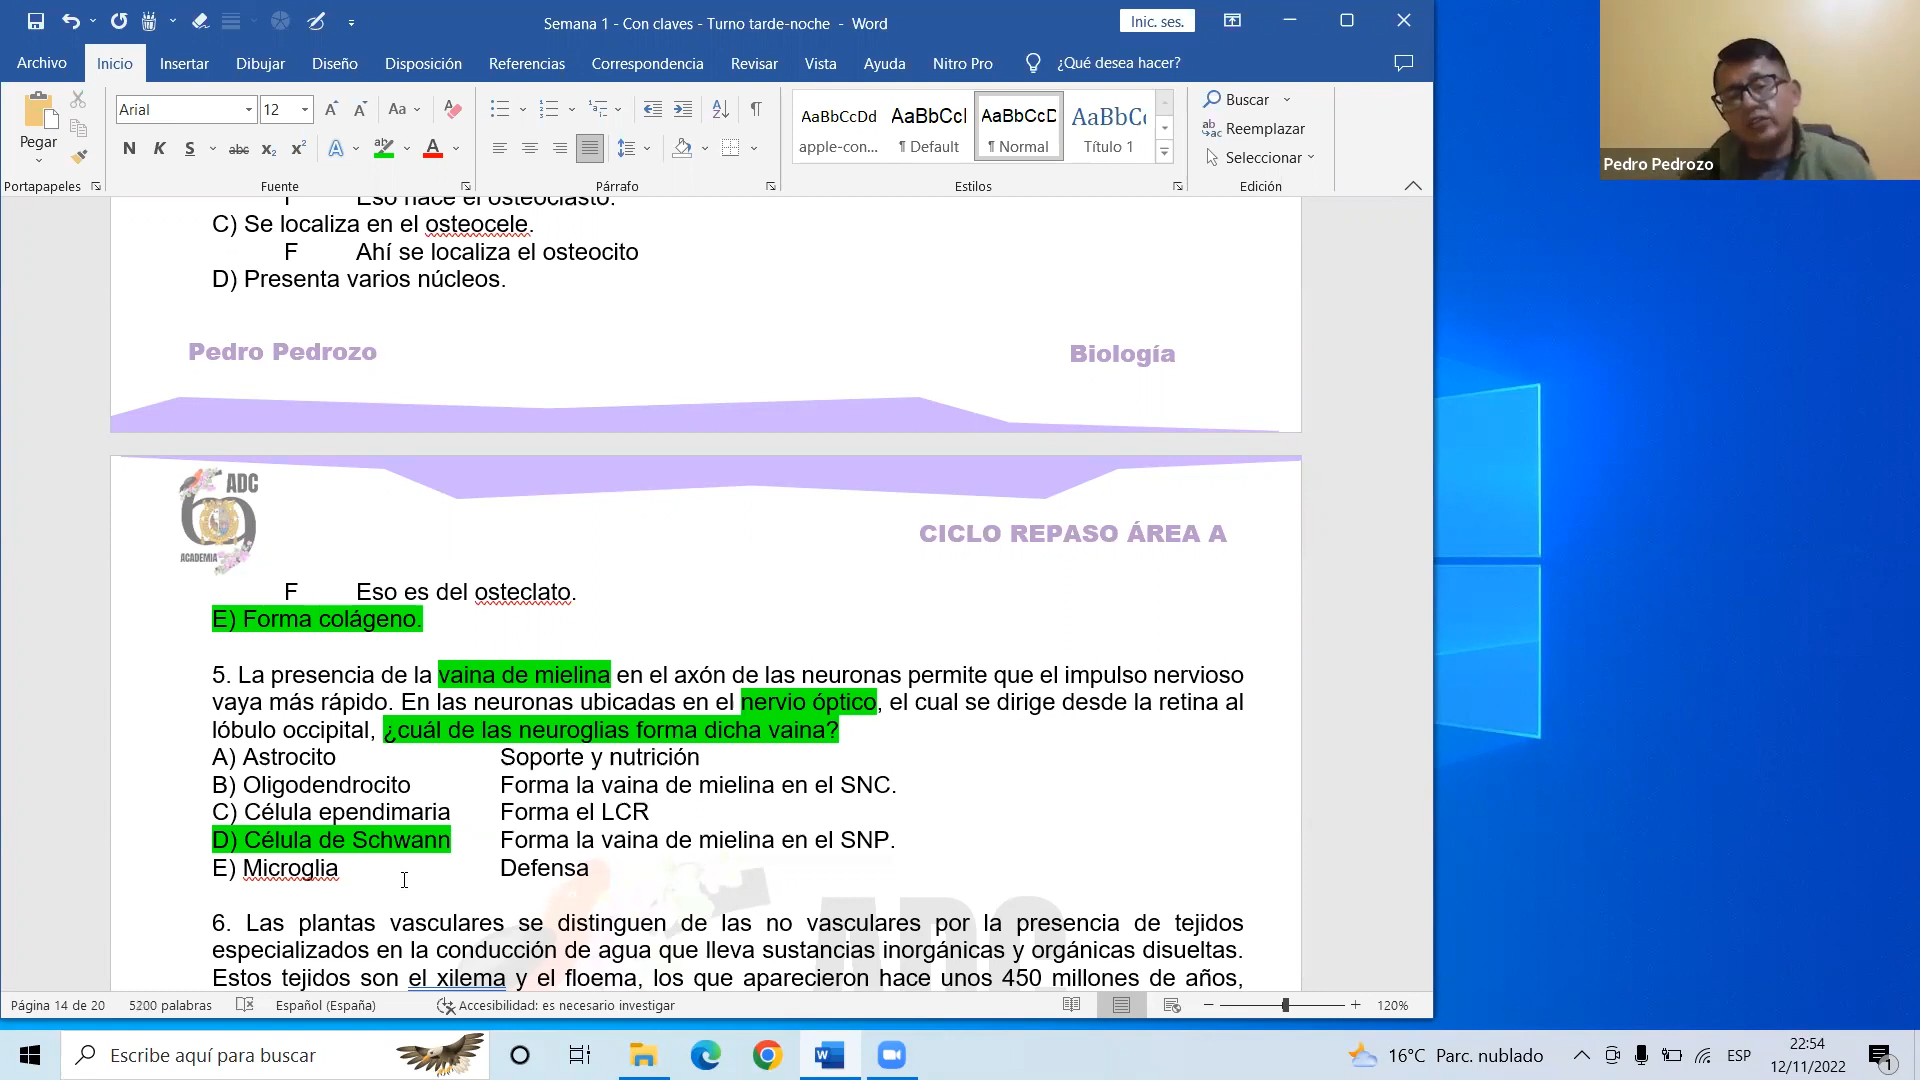 Semana 1 - Con claves - Turno tarde-noche - Word
Inic. ses.
Archivo Inicio Insertar Dibujar Diseño Disposición Referencias Correspondencia Revisar Vista Ayuda Nitro Pro ¿Qué desea hacer?
Pegar
Portapapeles
Arial 12
Aa
N K S abc x₂ x² A A
Fuente
Párrafo
AaBbCcDd AaBbCcI AaBbCcD AaBbC
apple-con... ¶ Default ¶ Normal Título 1
Estilos
Buscar
Reemplazar
Seleccionar
Edición
Pedro Pedrozo
Eso hace el osteoclasto.
C) Se localiza en el osteocele.
F Ahí se localiza el osteocito
D) Presenta varios núcleos.
Pedro Pedrozo Biología
ADC
ACADEMIA
CICLO REPASO ÁREA A
F Eso es del osteclato.
E) Forma colágeno.
5. La presencia de la vaina de mielina en el axón de las neuronas permite que el impulso nervioso
vaya más rápido. En las neuronas ubicadas en el nervio óptico, el cual se dirige desde la retina al
lóbulo occipital, ¿cuál de las neuroglias forma dicha vaina?
A) Astrocito Soporte y nutrición
B) Oligodendrocito Forma la vaina de mielina en el SNC.
C) Célula ependimaria Forma el LCR
D) Célula de Schwann Forma la vaina de mielina en el SNP.
E) Microglia Defensa
ADC
6. Las plantas vasculares se distinguen de las no vasculares por la presencia de tejidos
especializados en la conducción de agua que lleva sustancias inorgánicas y orgánicas disueltas.
Estos tejidos son el xilema y el floema, los que aparecieron hace unos 450 millones de años,
Página 14 de 20 5200 palabras Español (España) Accesibilidad: es necesario investigar 120%
Escribe aquí para buscar
16°C Parc. nublado
ESP
22:54
12/11/2022
1